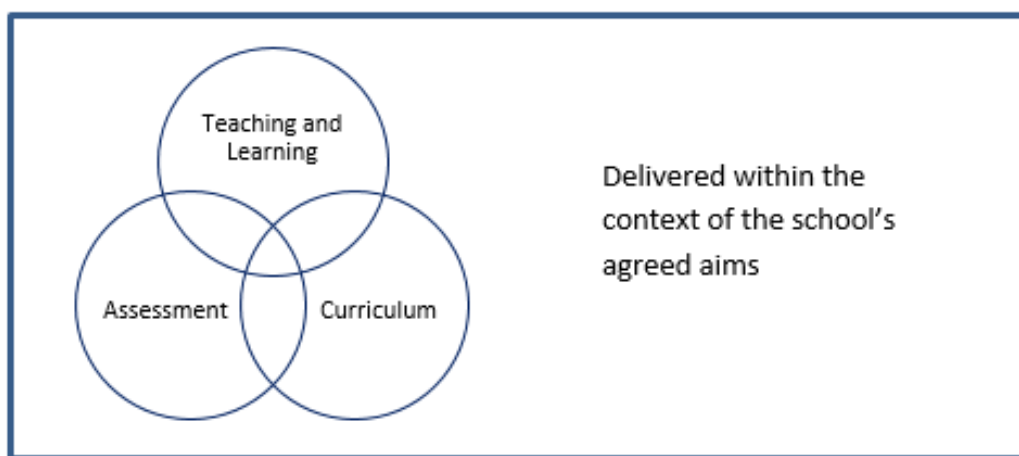 Teaching and
Learning
Assessment
Curriculum
Delivered within the
context of the school’s
agreed aims